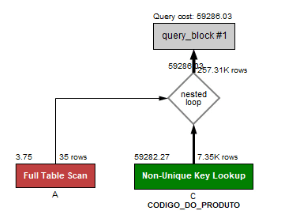 Query cost: 59286.03
query_block #1
59286.03
257.31K rows
nested
loop
3.75 35 rows
Full Table Scan
A
59282.27 7.35K rows
Non-Unique Key Lookup
C
CODIGO_DO_PRODUTO